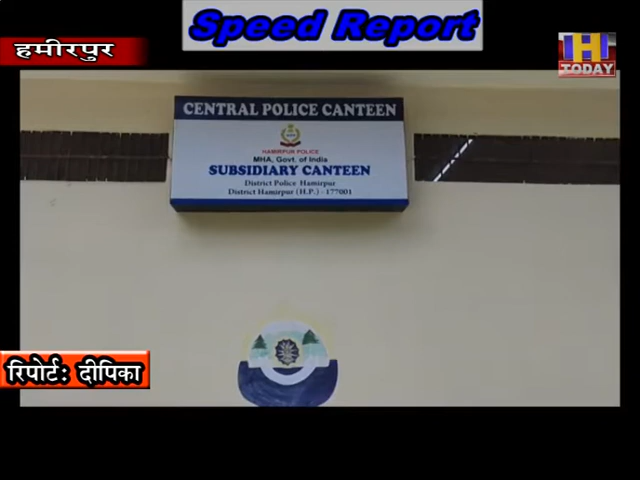 Speed Report
हमीरपुर
H
TODAY
CENTRAL POLICE CANTEEN
HAMIRPUR POLICE
MHA, Govt. of India
SUBSIDIARY CANTEEN
District Police Hamirpur
District Hamirpur (H.P.) - 177001
रिपोर्ट: दीपिका